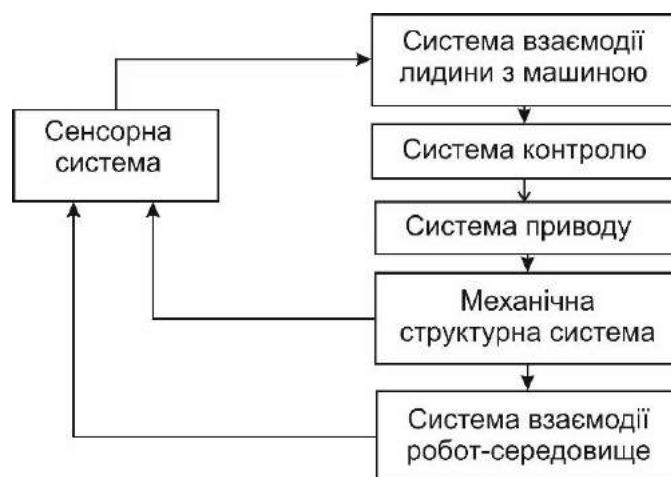 Система взаємодії
лидини з машиною
Сенсорна
система
Система контролю
Система приводу
Механічна
структурна система
Система взаємодії
робот-середовище